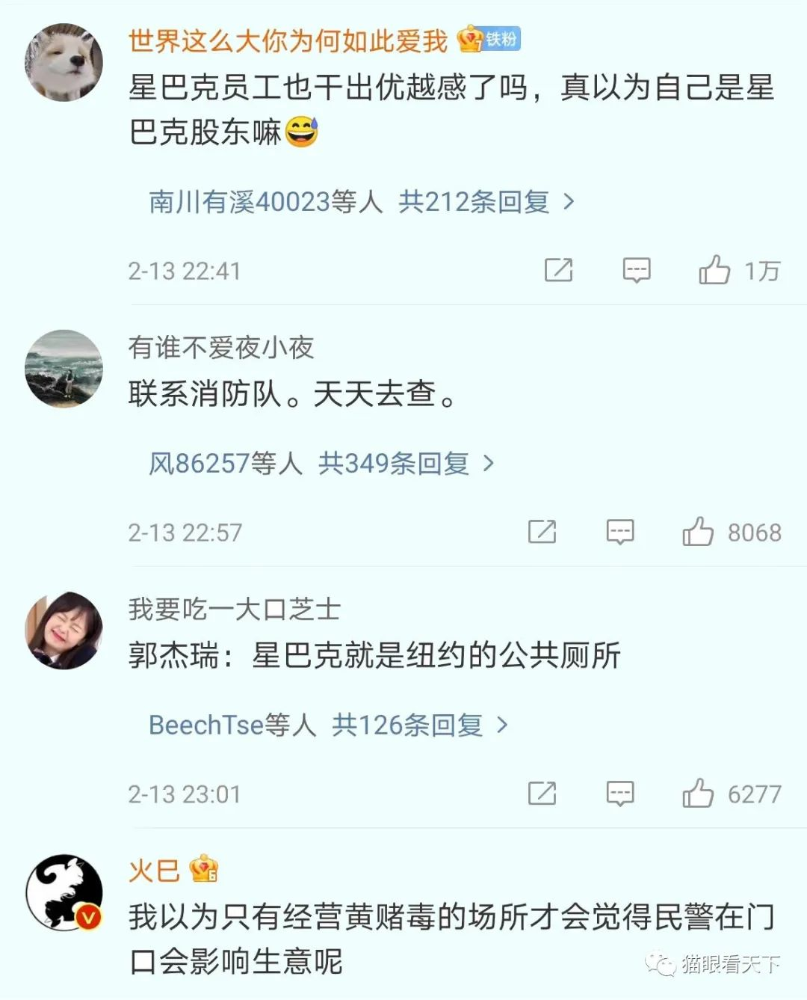 世界这么大你为何如此爱我 7 铁粉
星巴克员工也干出优越感了吗，真以为自己是星
巴克股东嘛😅
南川有溪40023等人 共212条回复 >
2-13 22:41 1万
有谁不爱夜小夜
联系消防队。天天去查。
风86257等人 共349条回复 >
2-13 22:57 8068
我要吃一大口芝士
郭杰瑞：星巴克就是纽约的公共厕所
BeechTse等人 共126条回复 >
2-13 23:01 6277
火巳 6
V
我以为只有经营黄赌毒的场所才会觉得民警在门
口会影响生意呢
猫眼看天下